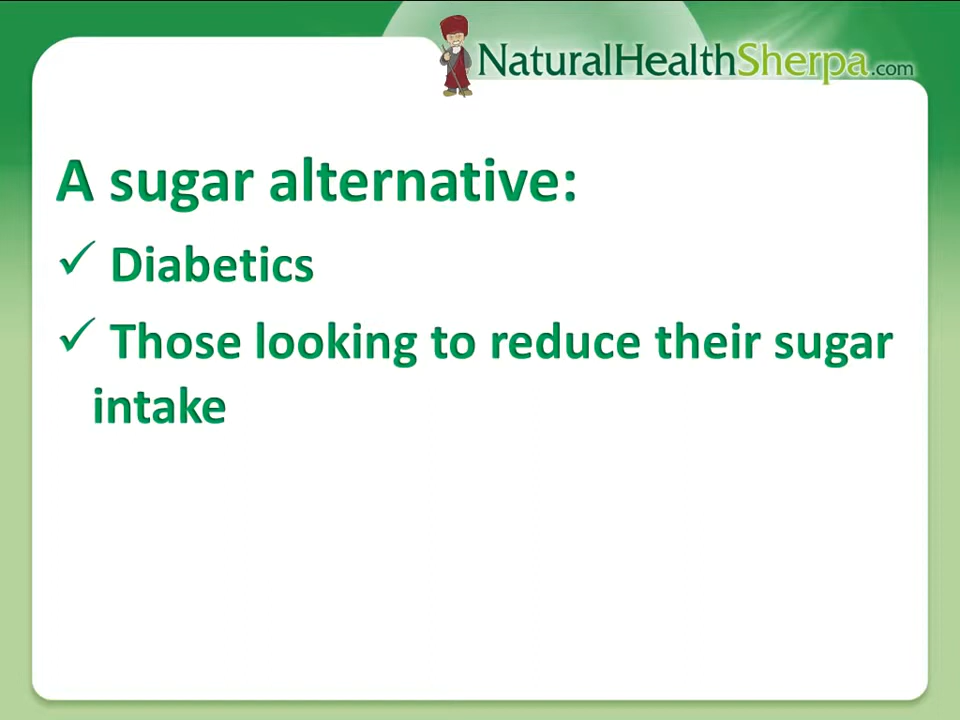 NaturalHealthSherpa.com
A sugar alternative:
✓ Diabetics
✓ Those looking to reduce their sugar
intake